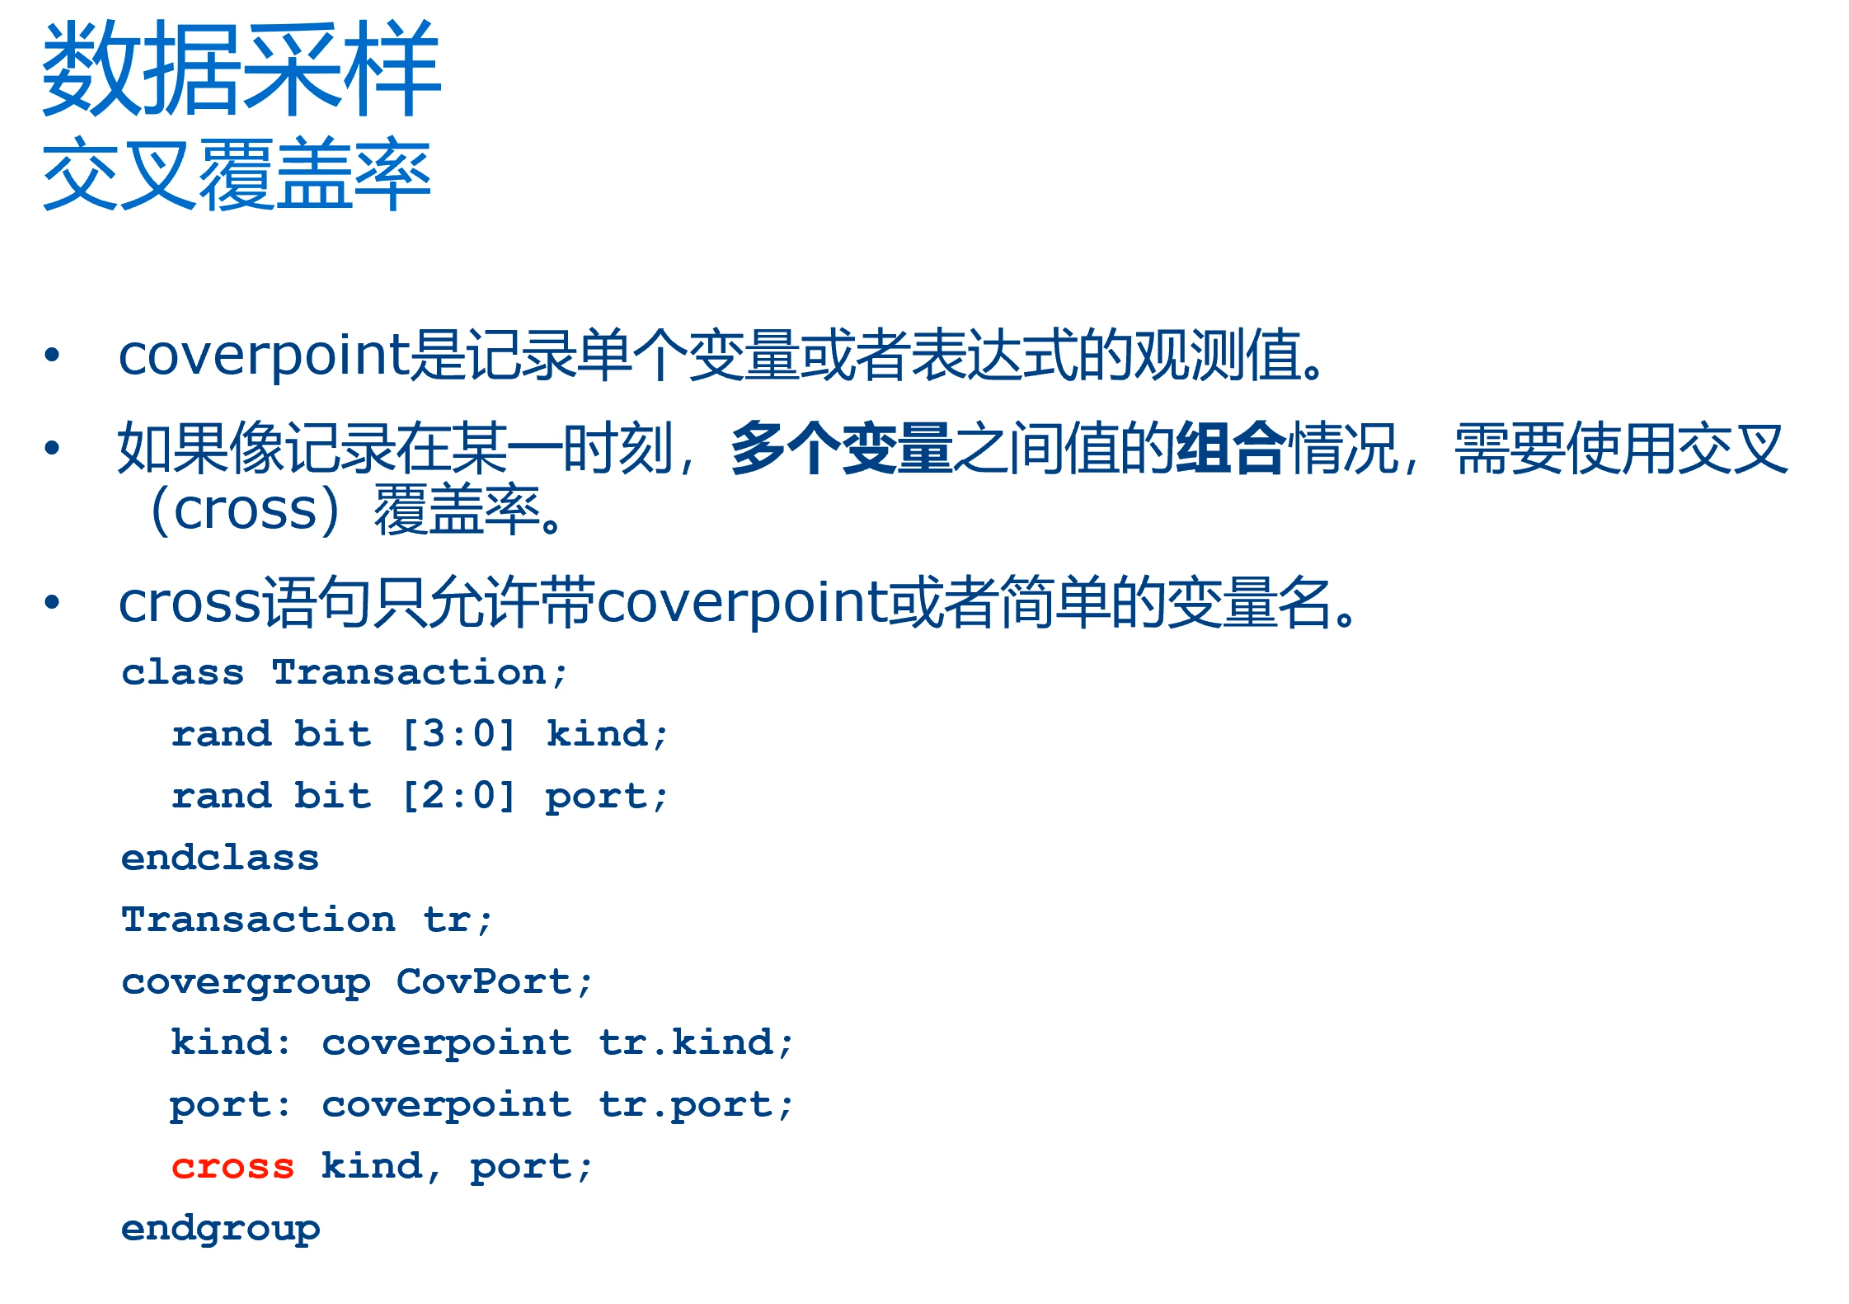 数据采样
交叉覆盖率
• coverpoint是记录单个变量或者表达式的观测值。
• 如果像记录在某一时刻，多个变量之间值的组合情况，需要使用交叉
（cross）覆盖率。
• cross语句只允许带coverpoint或者简单的变量名。
class Transaction;
  rand bit [3:0] kind;
  rand bit [2:0] port;
endclass
Transaction tr;
covergroup CovPort;
  kind: coverpoint tr.kind;
  port: coverpoint tr.port;
  cross kind, port;
endgroup